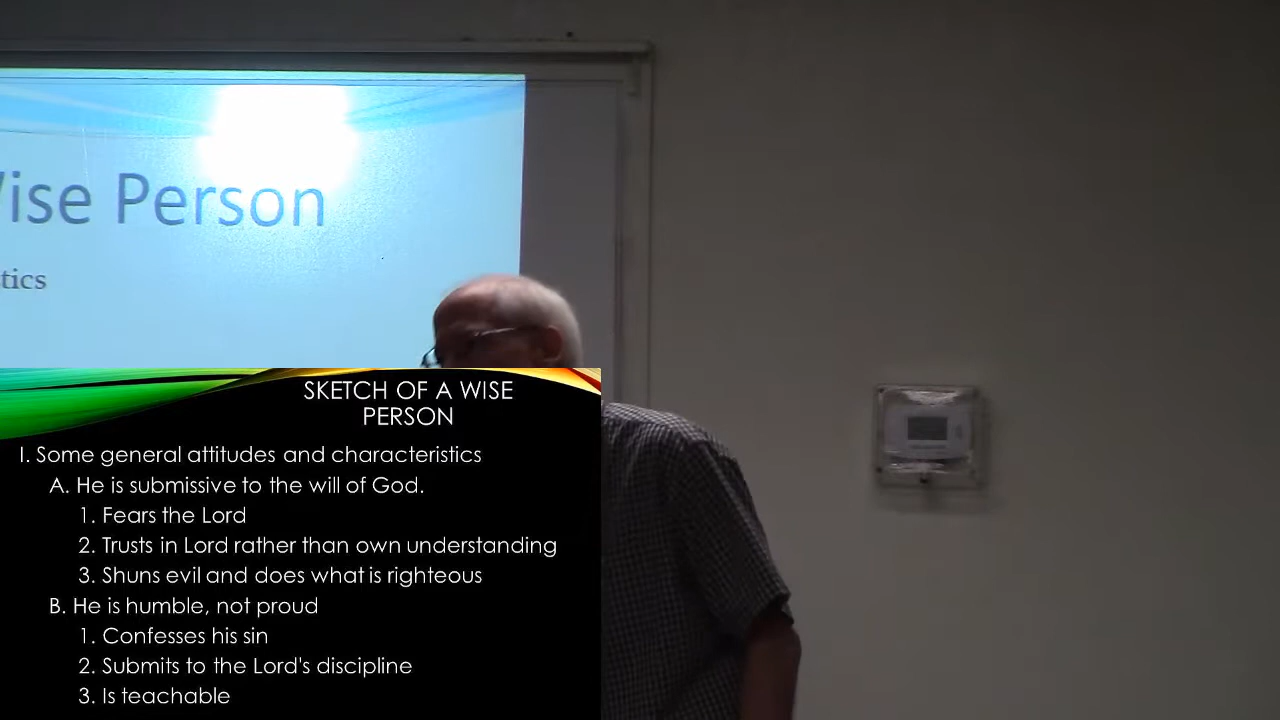 ise Person
tics
SKETCH OF A WISE
PERSON
I. Some general attitudes and characteristics
A. He is submissive to the will of God.
1. Fears the Lord
2. Trusts in Lord rather than own understanding
3. Shuns evil and does what is righteous
B. He is humble, not proud
1. Confesses his sin
2. Submits to the Lord's discipline
3. Is teachable